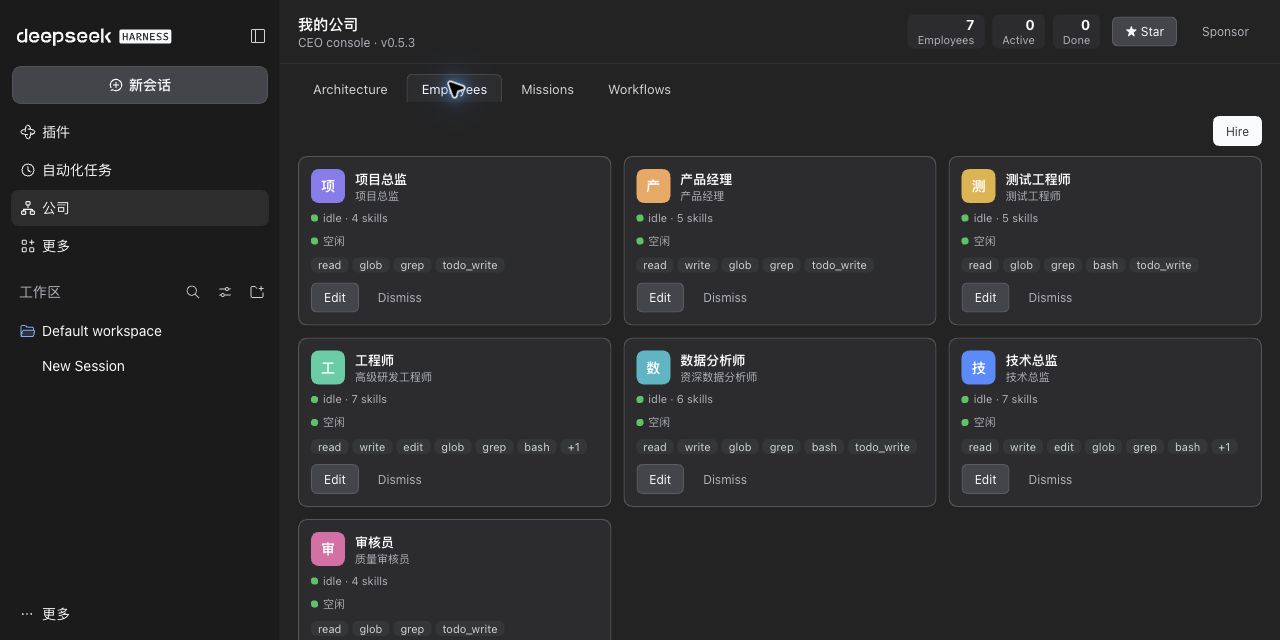 deepseek HARNESS
新会话
插件
自动化任务
公司
更多
工作区
Default workspace
New Session
更多
我的公司
CEO console · v0.5.3
7 Employees
0 Active
0 Done
Star
Sponsor
Architecture
Missions
Workflows
Hire
项
项目总监
项目总监
idle · 4 skills
空闲
read glob grep todo_write
Edit Dismiss
产
产品经理
产品经理
idle · 5 skills
空闲
read write glob grep todo_write
Edit Dismiss
测
测试工程师
测试工程师
idle · 5 skills
空闲
read glob grep bash todo_write
Edit Dismiss
工
工程师
高级研发工程师
idle · 7 skills
空闲
read write edit glob grep bash +1
Edit Dismiss
数
数据分析师
资深数据分析师
idle · 6 skills
空闲
read write glob grep bash todo_write
Edit Dismiss
技
技术总监
技术总监
idle · 7 skills
空闲
read write edit glob grep bash +1
Edit Dismiss
审
审核员
质量审核员
idle · 4 skills
空闲
read glob grep todo_write